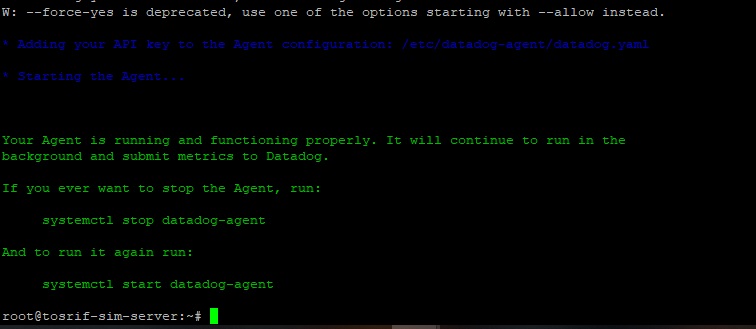 W: --force-yes is deprecated, use one of the options starting with --allow instead.
* Adding your API key to the Agent configuration: /etc/datadog-agent/datadog.yaml
* Starting the Agent...
Your Agent is running and functioning properly. It will continue to run in the
background and submit metrics to Datadog.
If you ever want to stop the Agent, run:
systemctl stop datadog-agent
And to run it again run:
systemctl start datadog-agent
root@tosrif-sim-server:~#